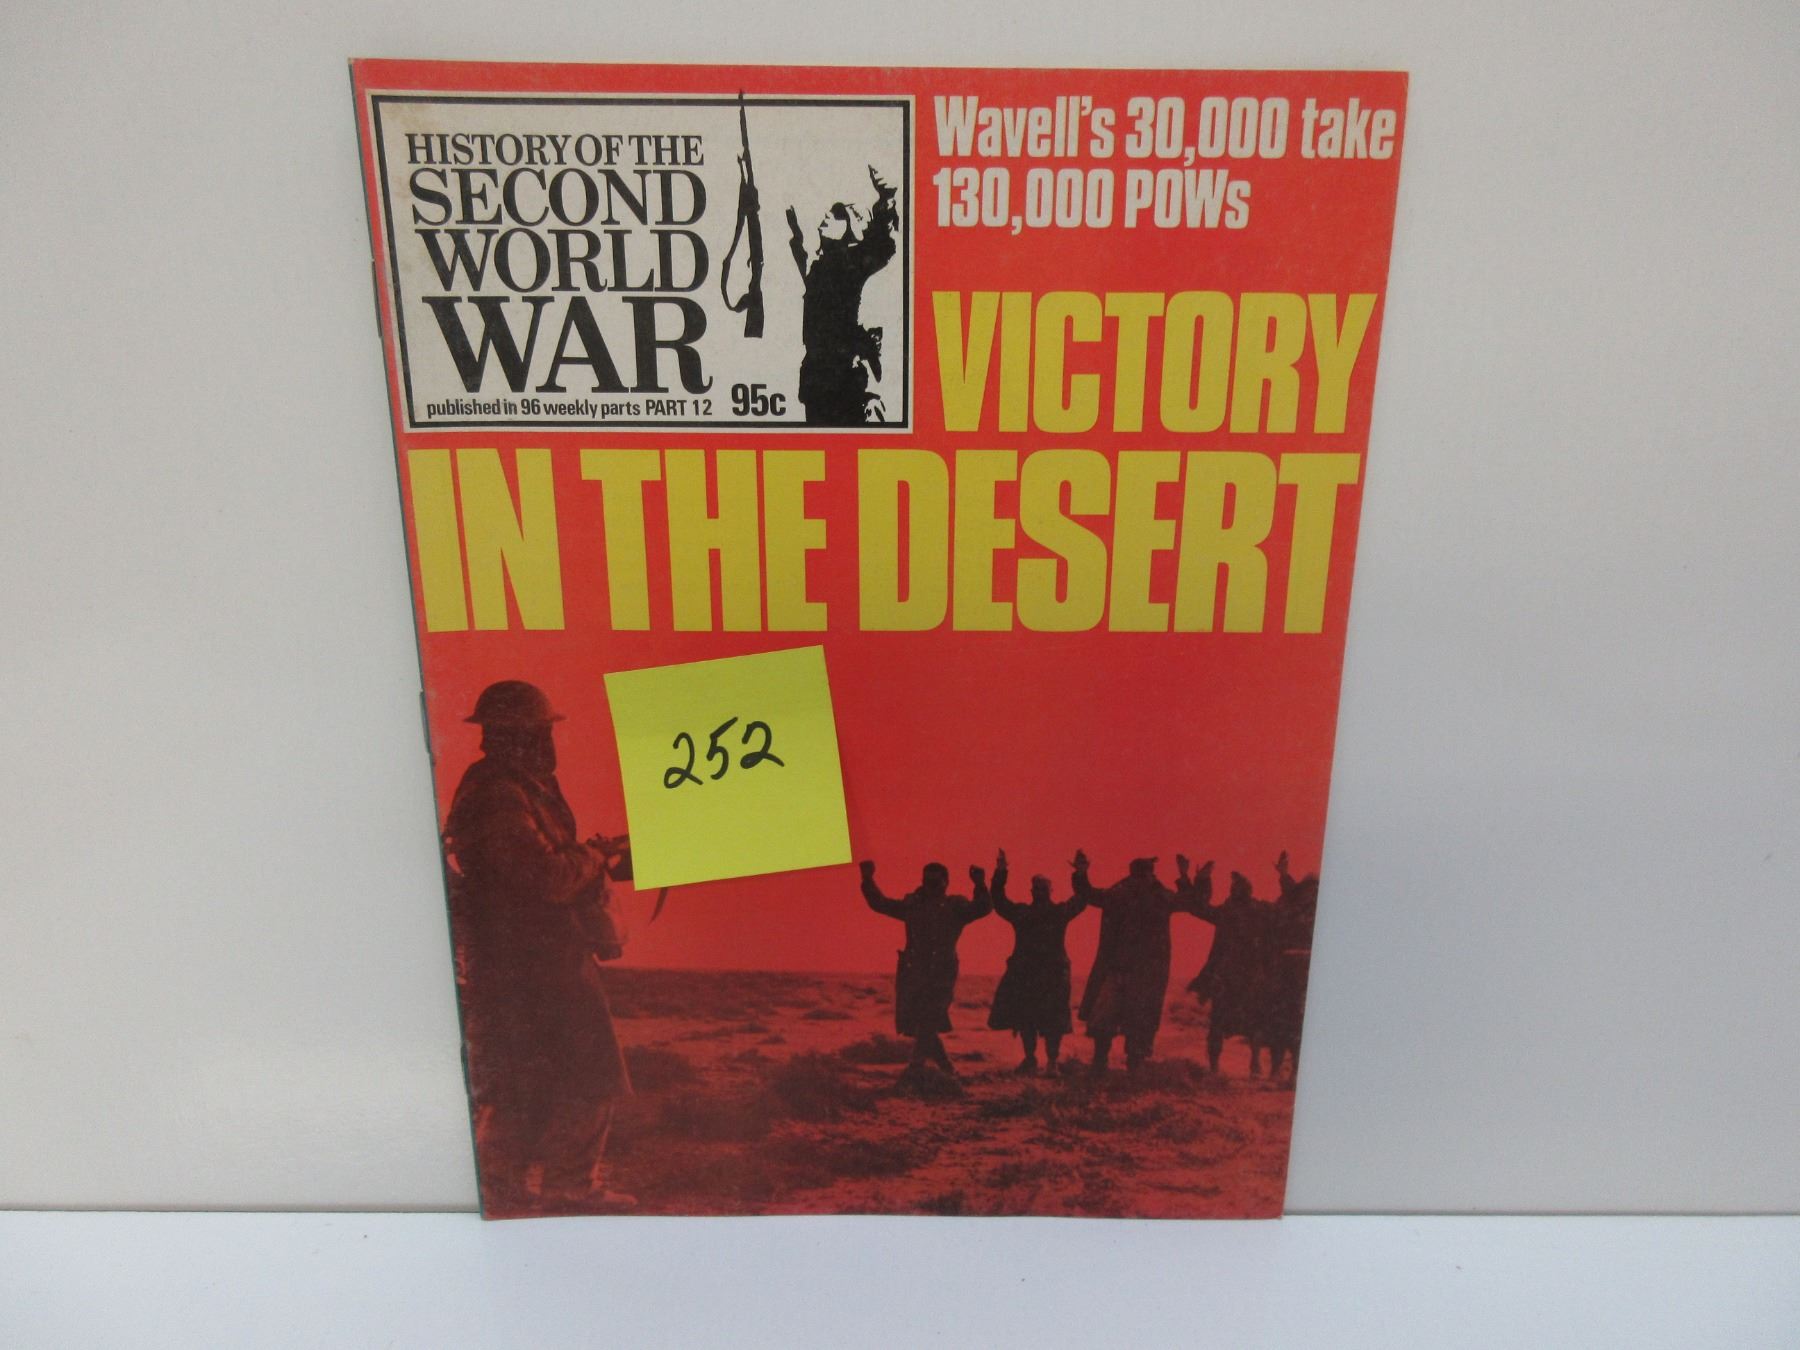 HISTORY OF THE
SECOND
WORLD
WAR
published in 96 weekly parts PART 12 95c
Wavell's 30,000 take
130,000 POWs
VICTORY
IN THE DESERT
252